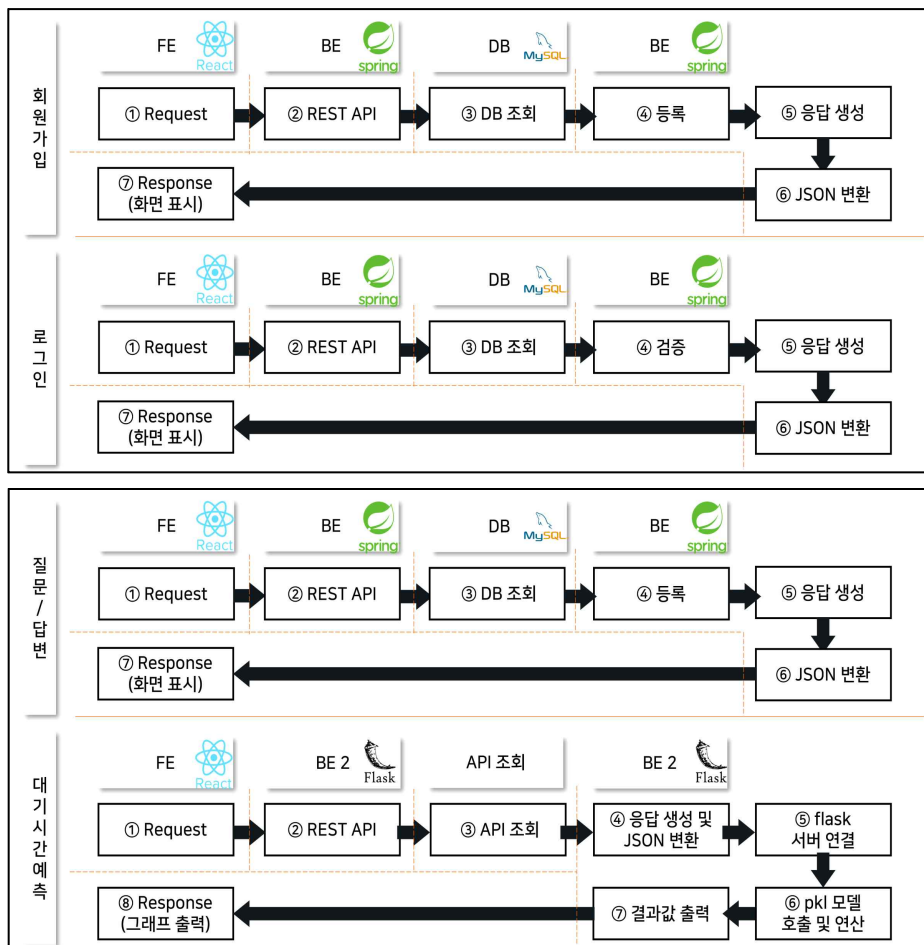 회원가입
FE React
BE spring
DB MySQL
BE spring
① Request
② REST API
③ DB 조회
④ 등록
⑤ 응답 생성
⑦ Response
(화면 표시)
⑥ JSON 변환
로그인
FE React
BE spring
DB MySQL
BE spring
① Request
② REST API
③ DB 조회
④ 검증
⑤ 응답 생성
⑦ Response
(화면 표시)
⑥ JSON 변환
질문/답변
FE React
BE spring
DB MySQL
BE spring
① Request
② REST API
③ DB 조회
④ 등록
⑤ 응답 생성
⑦ Response
(화면 표시)
⑥ JSON 변환
대기시간예측
FE React
BE 2 Flask
API 조회
BE 2 Flask
① Request
② REST API
③ API 조회
④ 응답 생성 및
JSON 변환
⑤ flask
서버 연결
⑧ Response
(그래프 출력)
⑦ 결과값 출력
⑥ pkl 모델
호출 및 연산